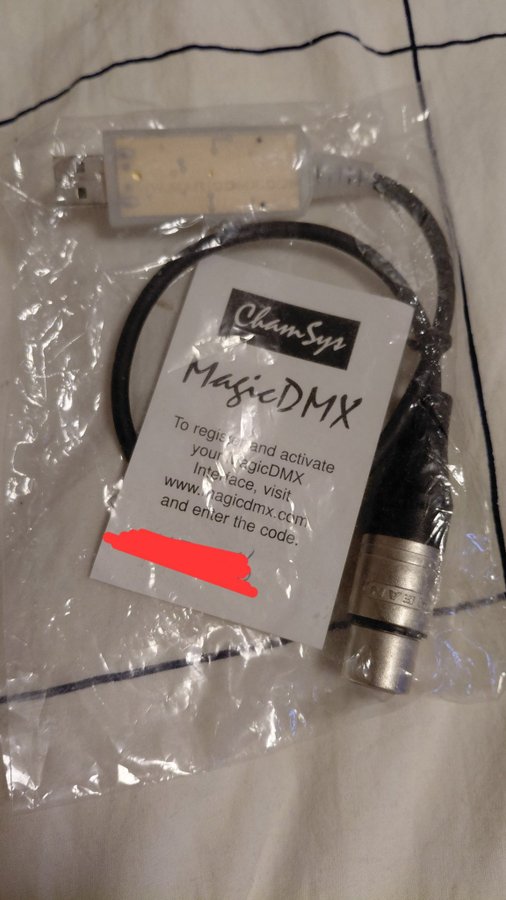 ChamSys
MagicDMX
To register and activate
your MagicDMX
Interface, visit
www.magicdmx.com
and enter the code.